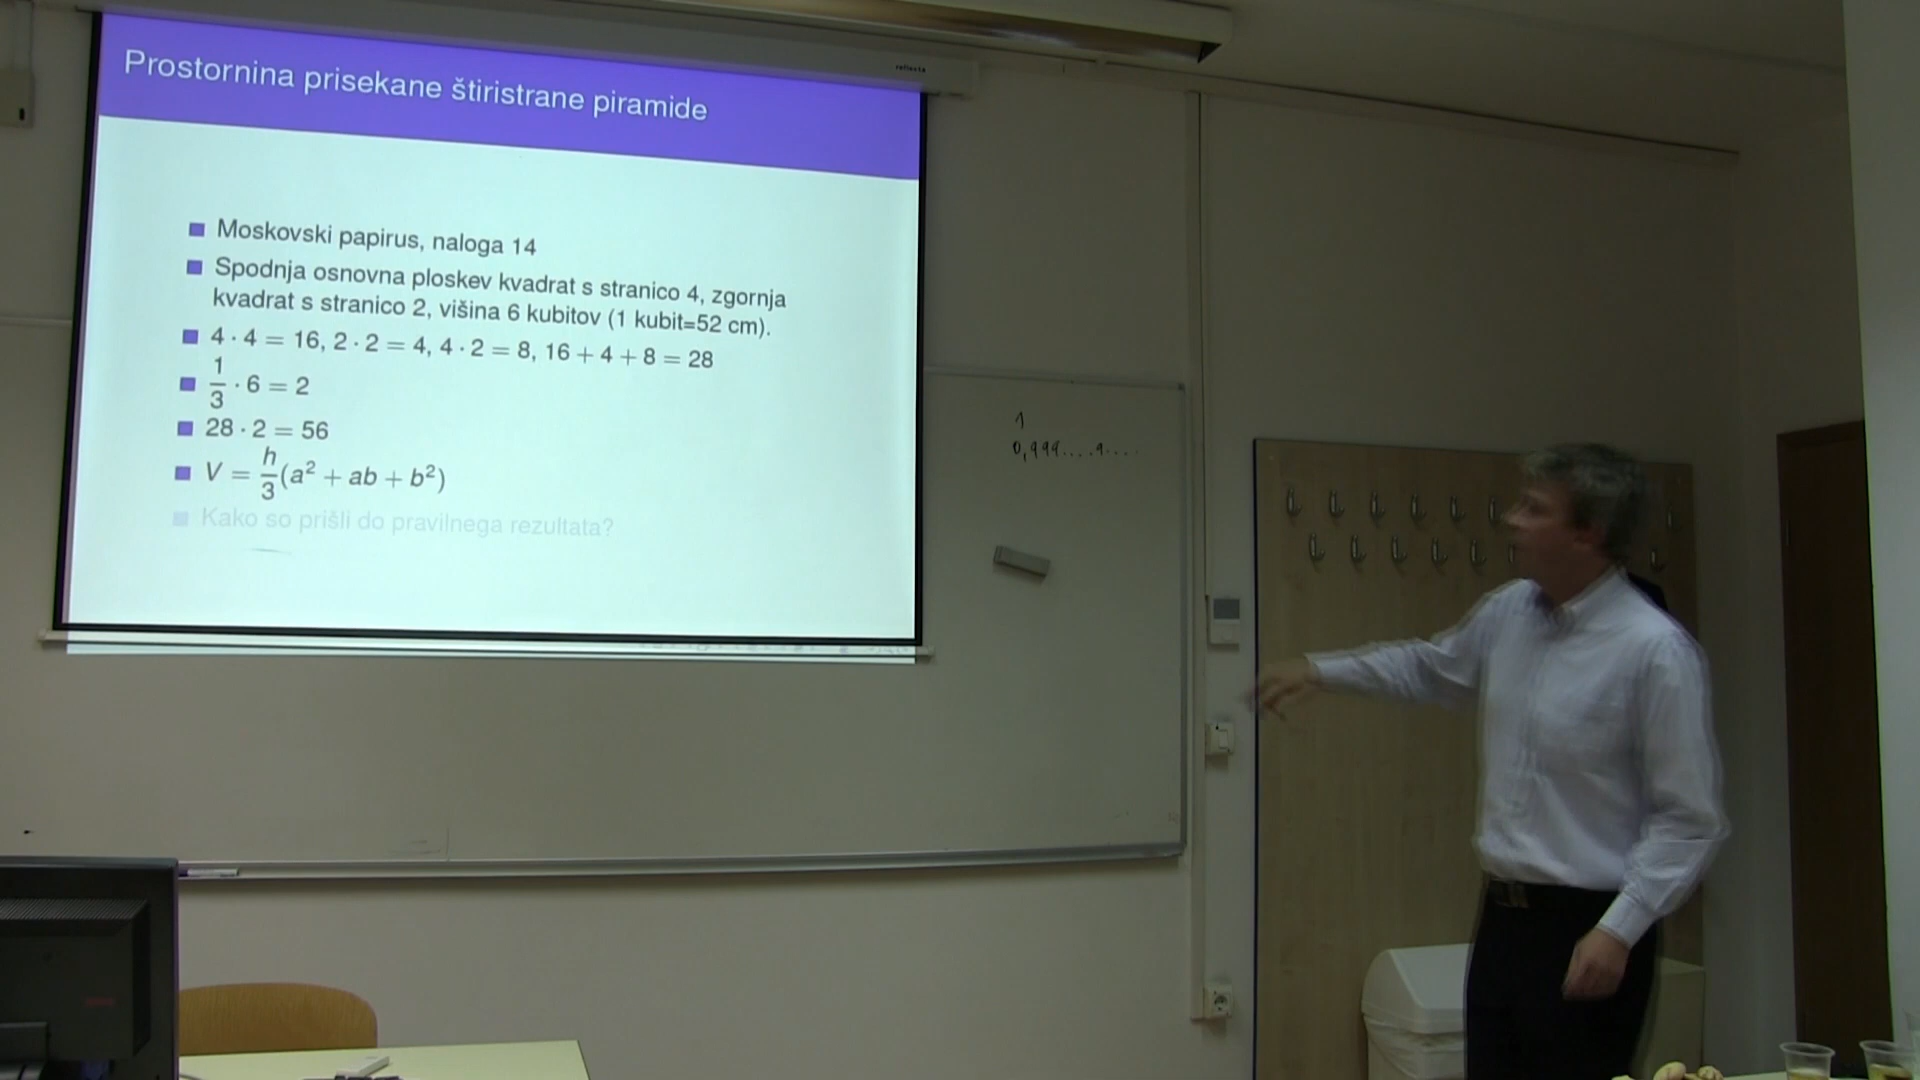 Prostornina prisekane štiristrane piramide
Moskovski papirus, naloga 14
Spodnja osnovna ploskev kvadrat s stranico 4, zgornja
kvadrat s stranico 2, višina 6 kubitov (1 kubit=52 cm).
4 · 4 = 16, 2 · 2 = 4, 4 · 2 = 8, 16 + 4 + 8 = 28
1/3 · 6 = 2
28 · 2 = 56
V = h/3(a² + ab + b²)
Kako so prišli do pravilnega rezultata?
1
0,999....9....